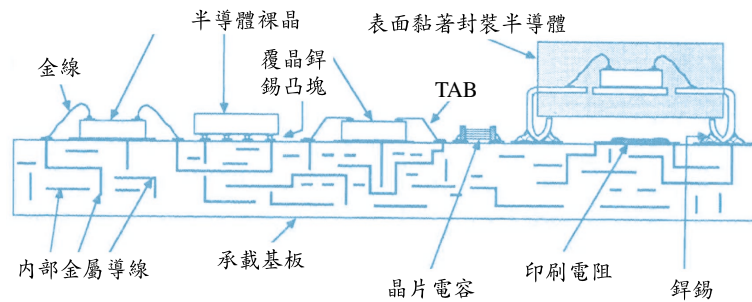 半導體裸晶
表面黏著封裝半導體
金線
覆晶銲
錫凸塊
TAB
內部金屬導線
承載基板
晶片電容
印刷電阻
銲錫